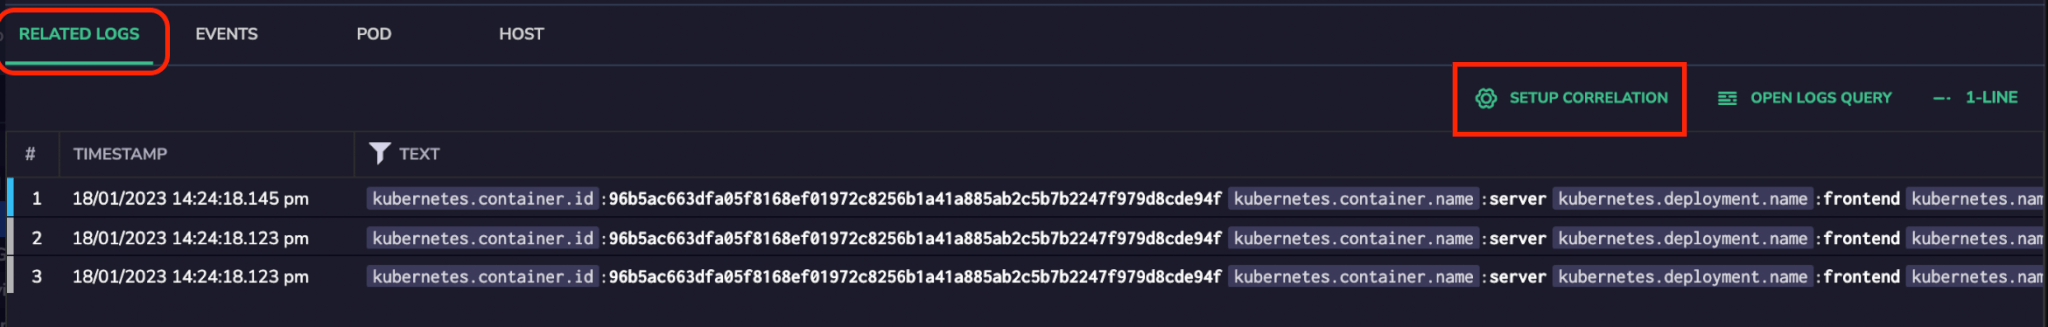 RELATED LOGS EVENTS POD HOST
SETUP CORRELATION OPEN LOGS QUERY 1-LINE
# TIMESTAMP TEXT
1 18/01/2023 14:24:18.145 pm kubernetes.container.id:96b5ac663dfa05f8168ef01972c8256b1a41a885ab2c5b7b2247f979d8cde94f kubernetes.container.name:server kubernetes.deployment.name:frontend kubernetes.nam
2 18/01/2023 14:24:18.123 pm kubernetes.container.id:96b5ac663dfa05f8168ef01972c8256b1a41a885ab2c5b7b2247f979d8cde94f kubernetes.container.name:server kubernetes.deployment.name:frontend kubernetes.nam
3 18/01/2023 14:24:18.123 pm kubernetes.container.id:96b5ac663dfa05f8168ef01972c8256b1a41a885ab2c5b7b2247f979d8cde94f kubernetes.container.name:server kubernetes.deployment.name:frontend kubernetes.nam